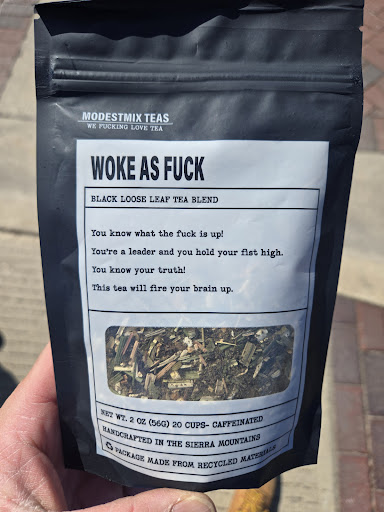 MODESTMIX TEAS
WE FUCKING LOVE TEA
WOKE AS FUCK
BLACK LOOSE LEAF TEA BLEND
You know what the fuck is up!
You're a leader and you hold your fist high.
You know your truth!
This tea will fire your brain up.
NET WT. 2 OZ (56G) 20 CUPS- CAFFEINATED
HANDCRAFTED IN THE SIERRA MOUNTAINS
PACKAGE MADE FROM RECYCLED MATERIALS